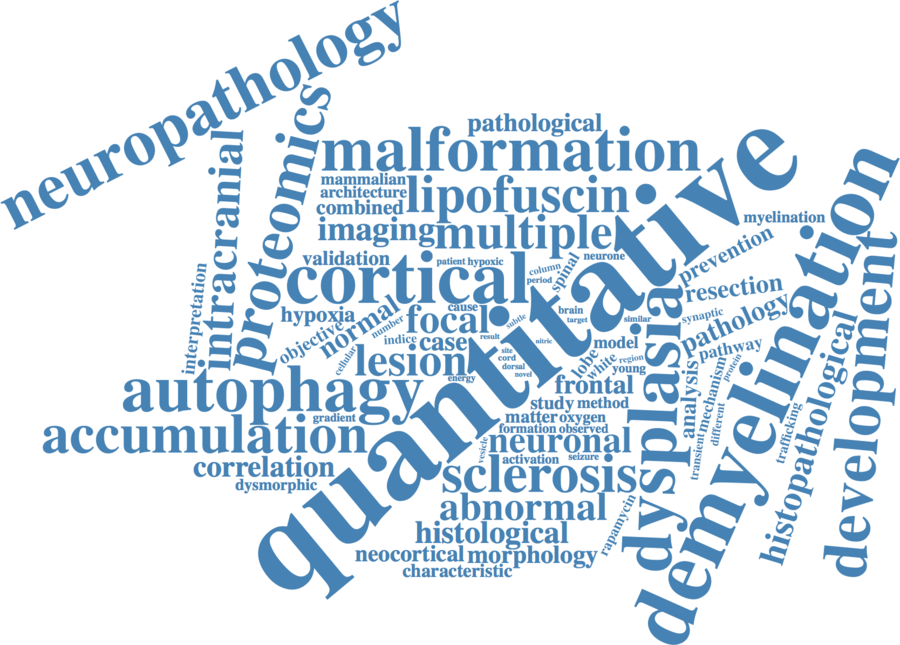 neuropathology
intracranial
proteomics
pathological
malformation
mammalian
architecture
lipofuscin
combined
imaging
multiple
quantitative
myelination
demyelination
development
validation
patient
hypoxic
column
period
spinal
neurone
prevention
interpretation
cortical
resection
hypoxia
normal
number
cause
focal
subtle
brain
target
similar
synaptic
pathology
objective
cellular
indice
case
result
nitric
model
pathway
lesion
site
cord
dorsal
novel
energy
lobe
white
region
young
protein
autophagy
frontal
dysplasia
analysis
mechanism
different
transient
trafficking
histopathological
gradient
study
method
matter
oxygen
formation
observed
accumulation
neuronal
vesicle
activation
seizure
correlation
dysmorphic
sclerosis
abnormal
rapamycin
histological
neocortical
morphology
characteristic